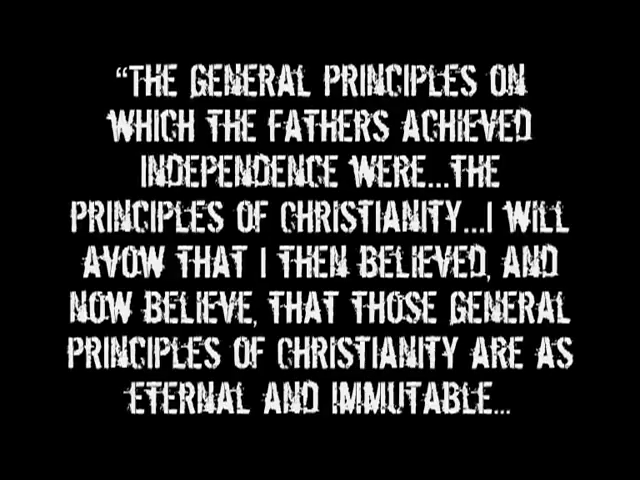 “THE GENERAL PRINCIPLES ON
WHICH THE FATHERS ACHIEVED
INDEPENDENCE WERE...THE
PRINCIPLES OF CHRISTIANITY...I WILL
AVOW THAT I THEN BELIEVED, AND
NOW BELIEVE, THAT THOSE GENERAL
PRINCIPLES OF CHRISTIANITY ARE AS
ETERNAL AND IMMUTABLE...